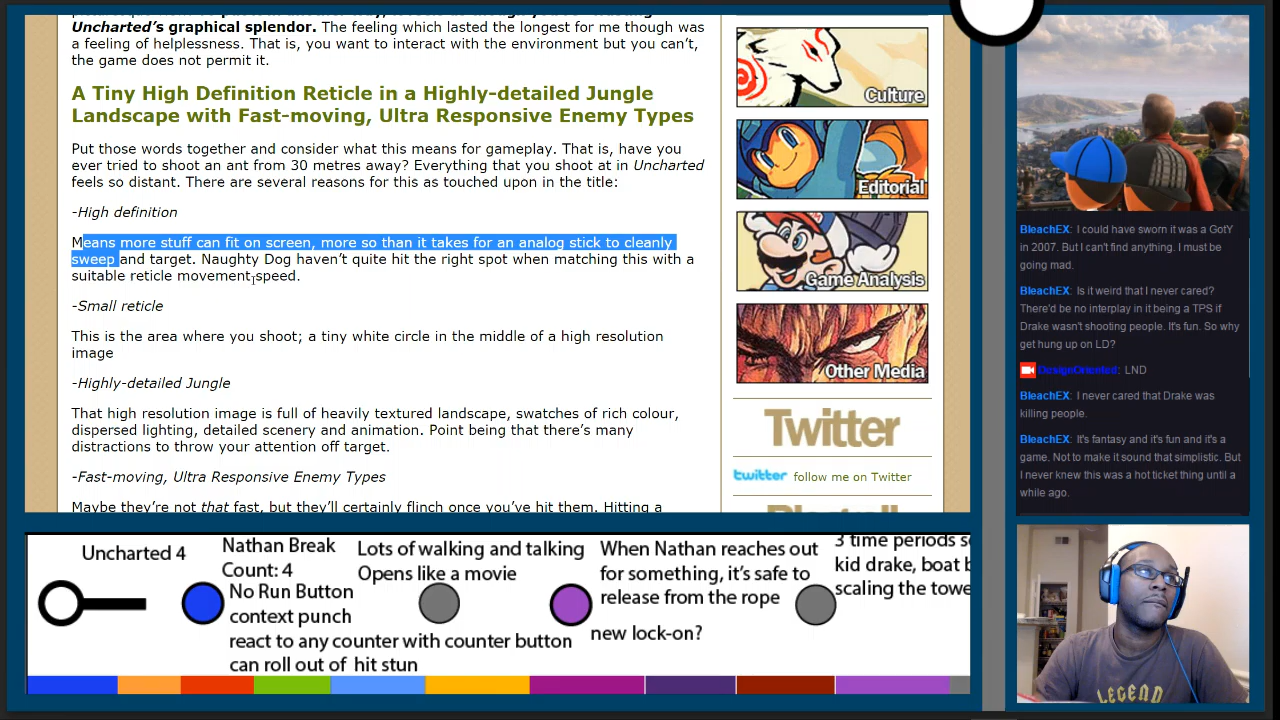 Uncharted's graphical splendor. The feeling which lasted the longest for me though was
a feeling of helplessness. That is, you want to interact with the environment but you can't,
the game does not permit it.
A Tiny High Definition Reticle in a Highly-detailed Jungle
Landscape with Fast-moving, Ultra Responsive Enemy Types
Put those words together and consider what this means for gameplay. That is, have you
ever tried to shoot an ant from 30 metres away? Everything that you shoot at in Uncharted
feels so distant. There are several reasons for this as touched upon in the title:
-High definition
Means more stuff can fit on screen, more so than it takes for an analog stick to cleanly
sweep and target. Naughty Dog haven't quite hit the right spot when matching this with a
suitable reticle movement speed.
-Small reticle
This is the area where you shoot; a tiny white circle in the middle of a high resolution
image
-Highly-detailed Jungle
That high resolution image is full of heavily textured landscape, swatches of rich colour,
dispersed lighting, detailed scenery and animation. Point being that there's many
distractions to throw your attention off target.
-Fast-moving, Ultra Responsive Enemy Types
Maybe they're not that fast, but they'll certainly flinch once you've hit them. Hitting a
Culture
Editorial
Game Analysis
Other Media
Twitter
twitter follow me on Twitter
BleachEX: I could have sworn it was a GotY
in 2007. But I can't find anything. I must be
going mad.
BleachEX: Is it weird that I never cared?
There'd be no interplay in it being a TPS if
Drake wasn't shooting people. It's fun. So why
get hung up on LD?
DesignOriented: LND
BleachEX: I never cared that Drake was
killing people.
BleachEX: It's fantasy and it's fun and it's a
game. Not to make it sound that simplistic. But
I never knew this was a hot ticket thing until a
while ago.
Uncharted 4
Nathan Break
Count: 4
No Run Button
context punch
react to any counter with counter button
can roll out of hit stun
Lots of walking and talking
Opens like a movie
When Nathan reaches out
for something, it's safe to
release from the rope
new lock-on?
3 time periods
kid drake, boat
scaling the
LEGEND